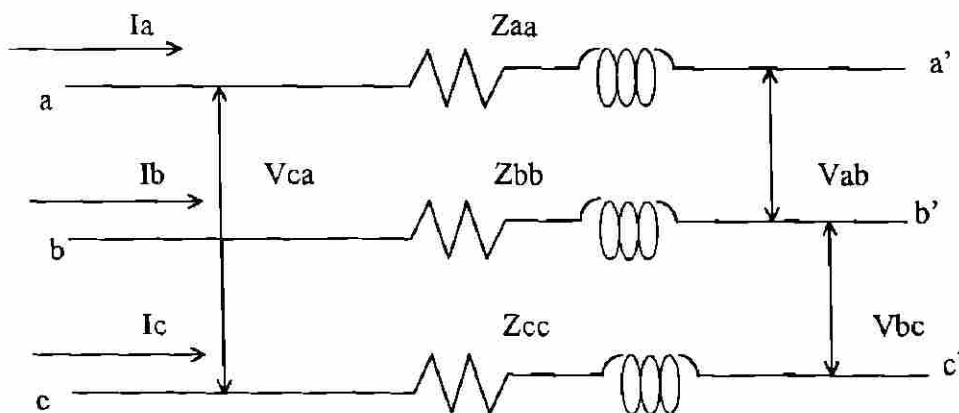 Ia Zaa
a a'
Ib Vca Zbb Vab
b b'
Ic Zcc Vbc
c c'